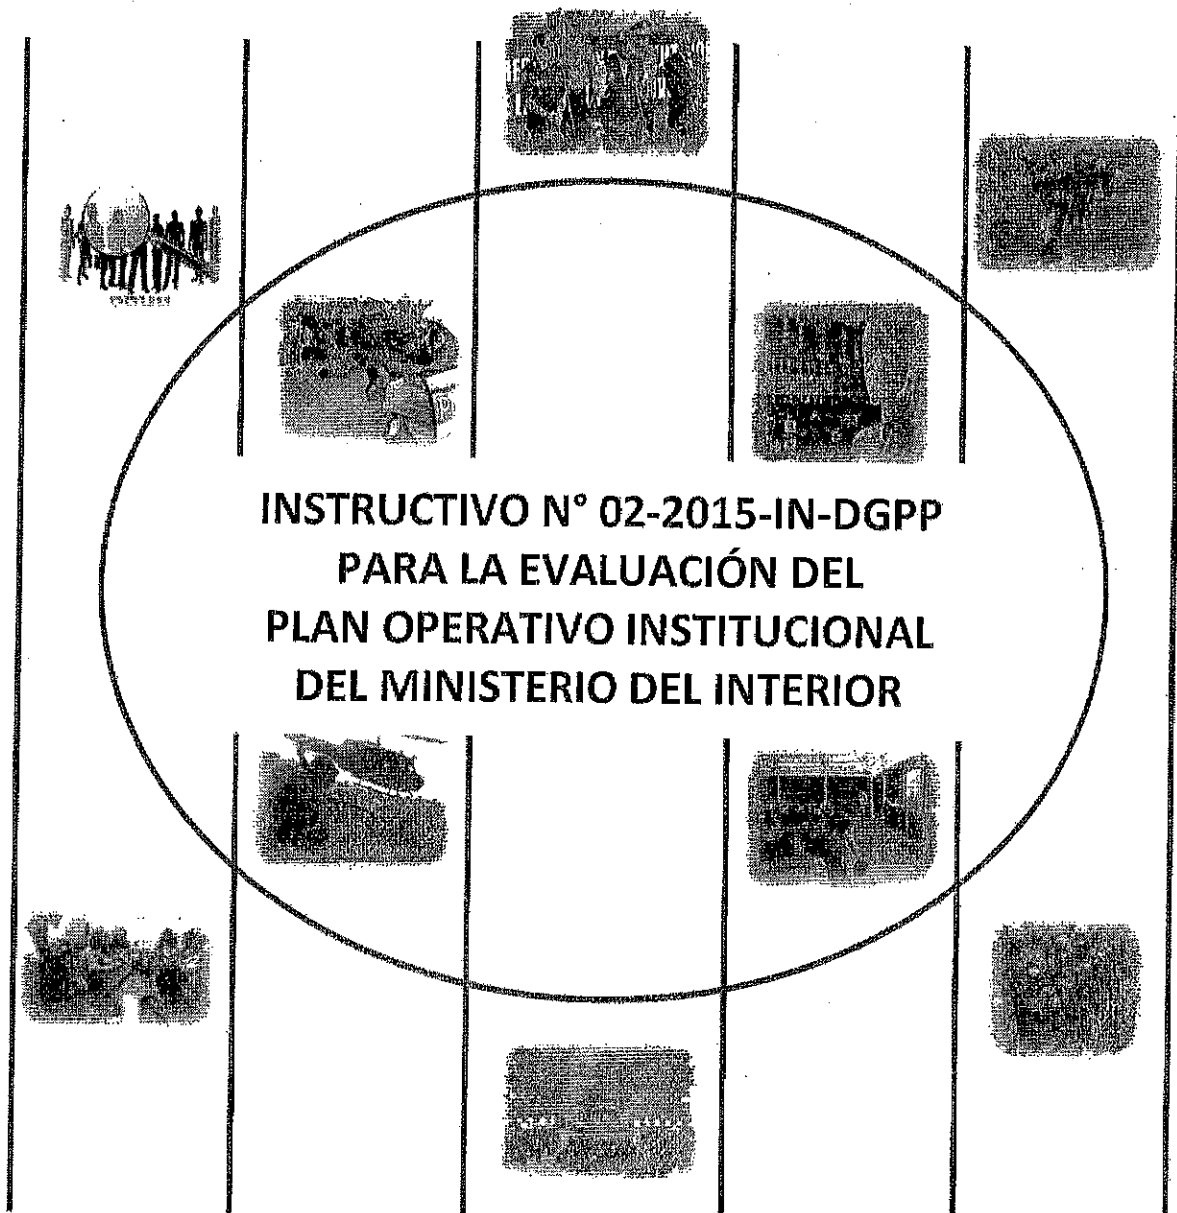 INSTRUCTIVO N° 02-2015-IN-DGPP
PARA LA EVALUACIÓN DEL
PLAN OPERATIVO INSTITUCIONAL
DEL MINISTERIO DEL INTERIOR